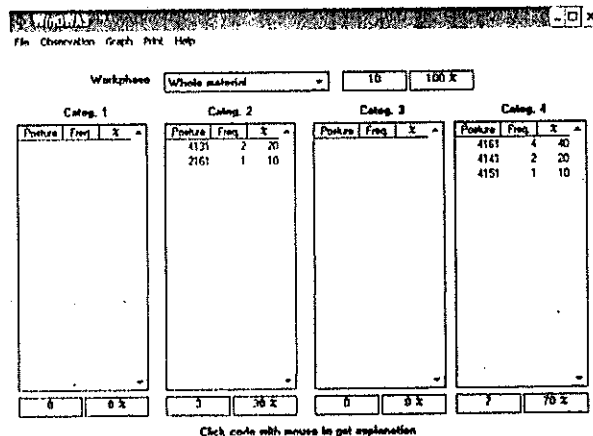 WinOWAS
File Observation Graph Print Help
Workphase Whole material 10 100 %
Categ. 1 Categ. 2 Categ. 3 Categ. 4
Posture Freq. % Posture Freq. % Posture Freq. % Posture Freq. %
4131 2 20 4161 4 40
2161 1 10 4141 2 20
4151 1 10
0 0 % 3 30 % 0 0 % 7 70 %
Click code with mouse to get explanation